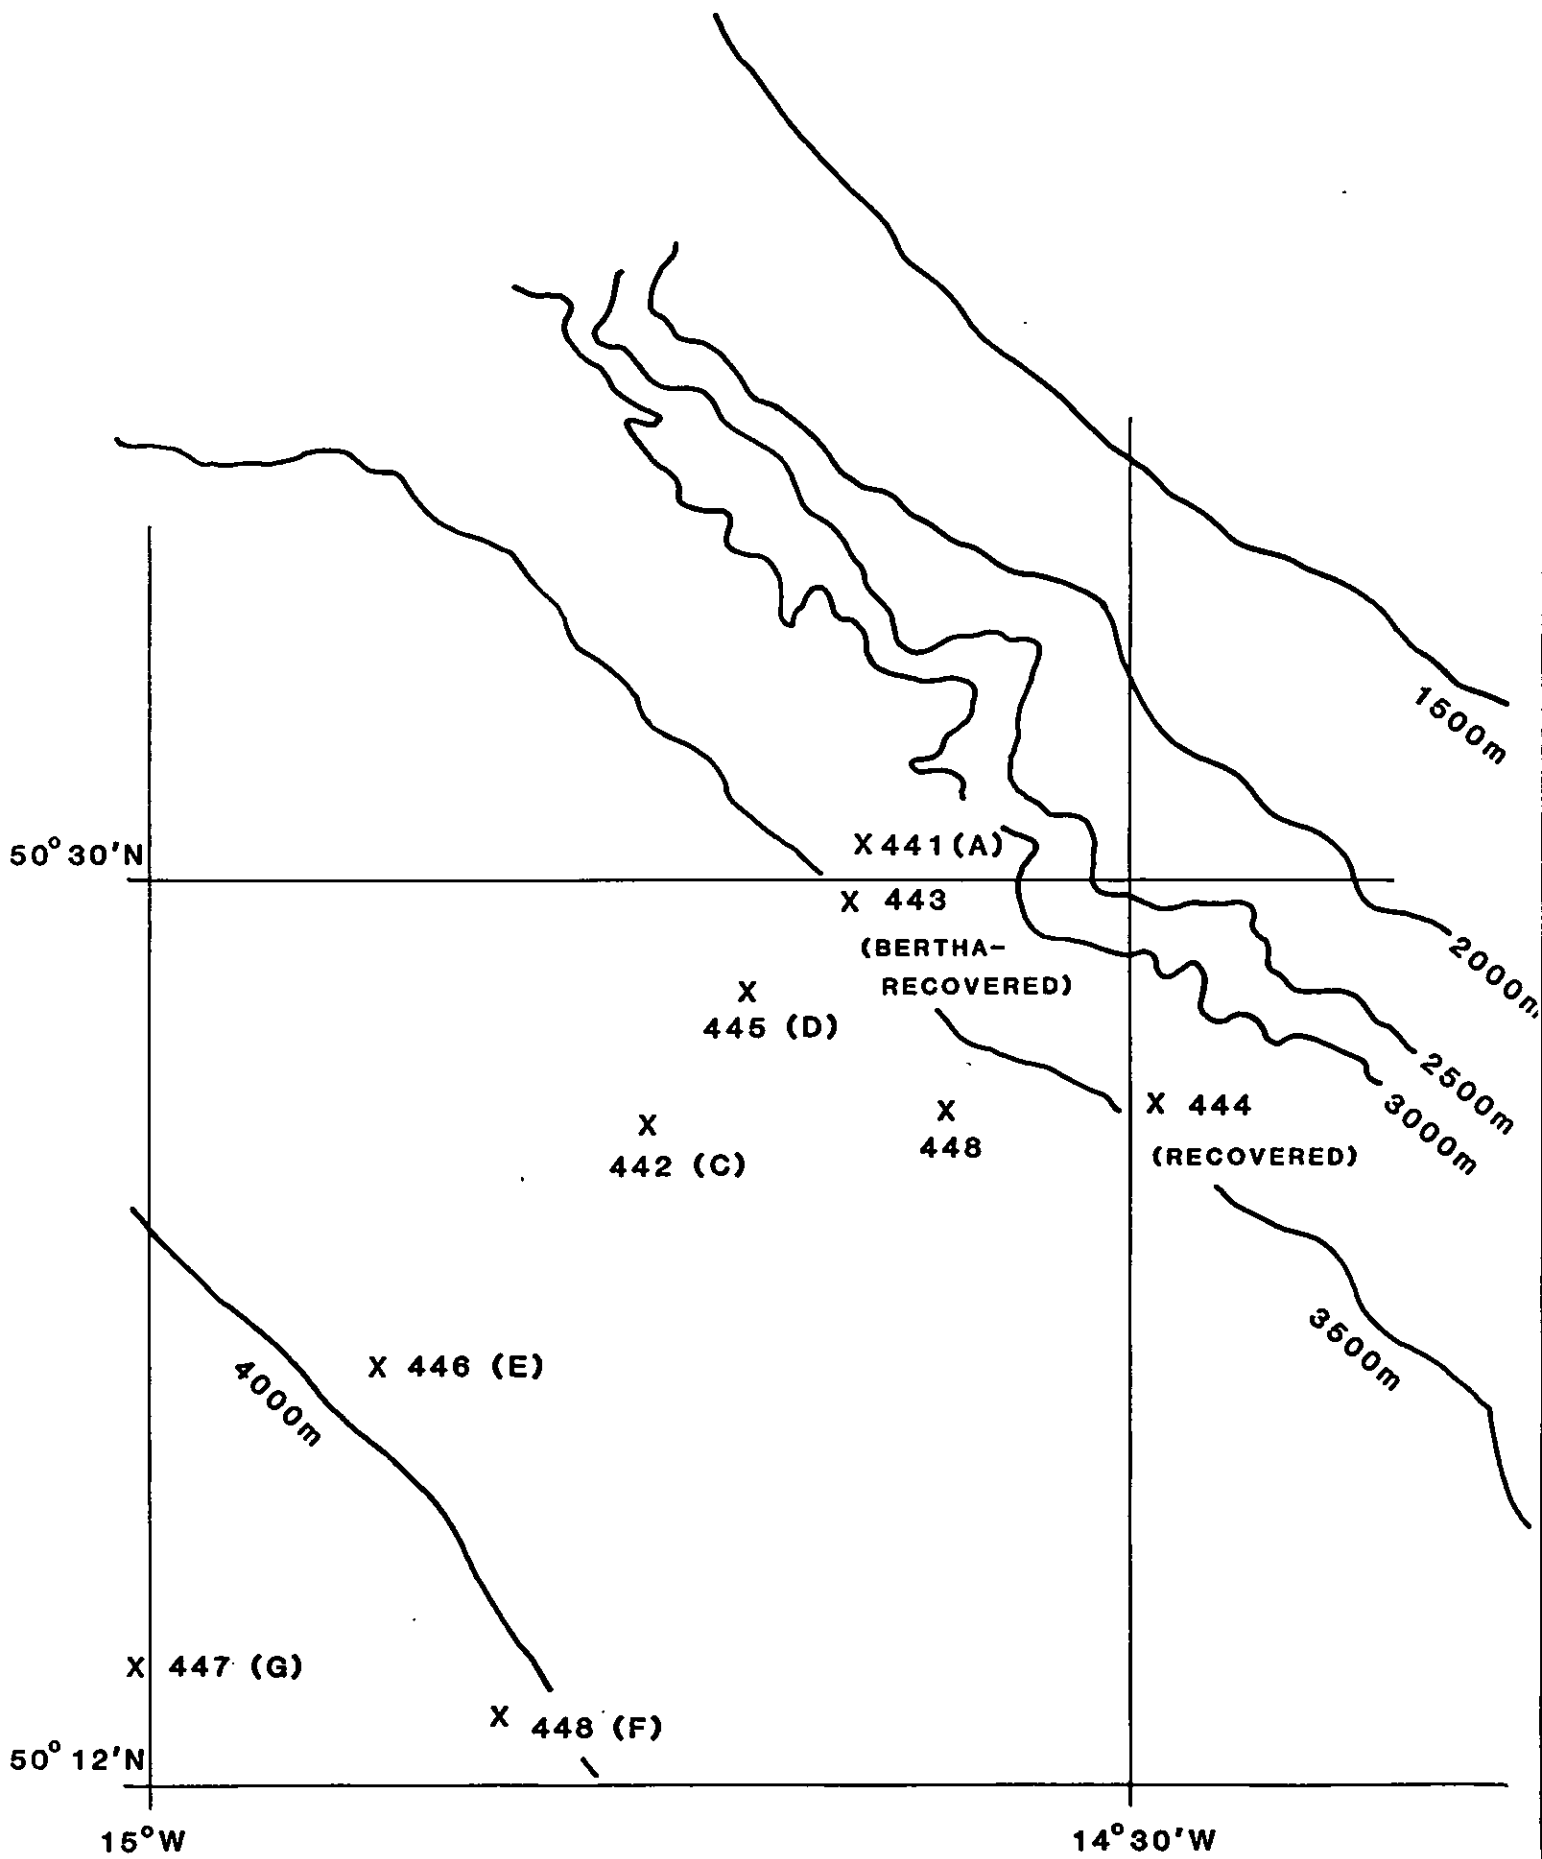 1500m
50°30'N
X 441 (A)
X 443
(BERTHA-
RECOVERED)
2000m
X
445 (D)
2500m
X 444
(RECOVERED)
3000m
X
448
X
442 (C)
3500m
X 446 (E)
4000m
X 447 (G)
X 448 (F)
50°12'N
15°W
14°30'W